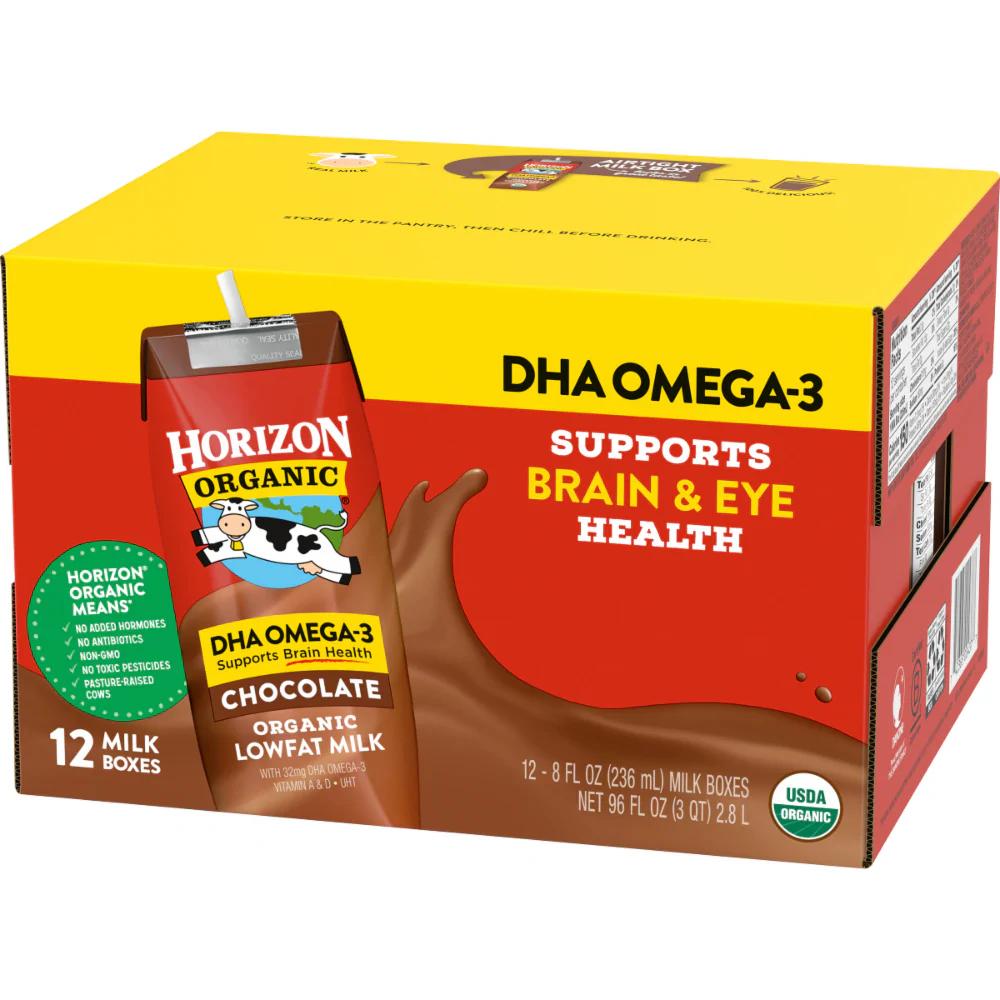 REAL MILK
AIRTIGHT
MILK BOX
STORE IN THE PANTRY, THEN CHILL BEFORE DRINKING.
DHA OMEGA-3
SUPPORTS
BRAIN & EYE
HEALTH
QUALITY SEAL
HORIZON
ORGANIC®
DHA OMEGA-3
Supports Brain Health
CHOCOLATE
ORGANIC
LOWFAT MILK
WITH 32mg DHA OMEGA-3
VITAMIN A & D • UHT
HORIZON®
ORGANIC
MEANS*
✓ NO ADDED HORMONES
✓ NO ANTIBIOTICS
✓ NON-GMO
✓ NO TOXIC PESTICIDES
✓ PASTURE-RAISED
COWS
12 MILK
BOXES
12 - 8 FL OZ (236 mL) MILK BOXES
NET 96 FL OZ (3 QT) 2.8 L
USDA
ORGANIC
Nutrition
Facts